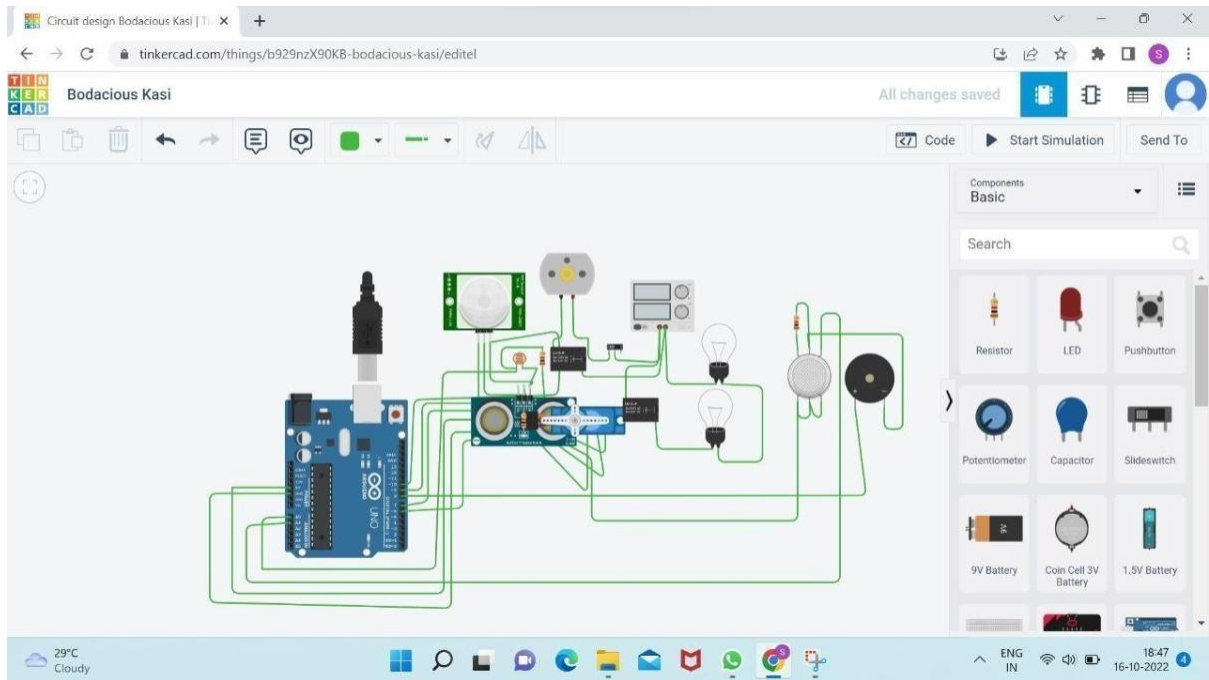 Circuit design Bodacious Kasi | Ti
tinkercad.com/things/b929nzX90KB-bodacious-kasi/editel
S
TIN
KER
CAD
Bodacious Kasi
All changes saved
Code
Start Simulation
Send To
Components
Basic
Search
Resistor
LED
Pushbutton
Potentiometer
Capacitor
Slideswitch
9V Battery
Coin Cell 3V
Battery
1.5V Battery
UNO
29°C
Cloudy
ENG
IN
18:47
16-10-2022
4